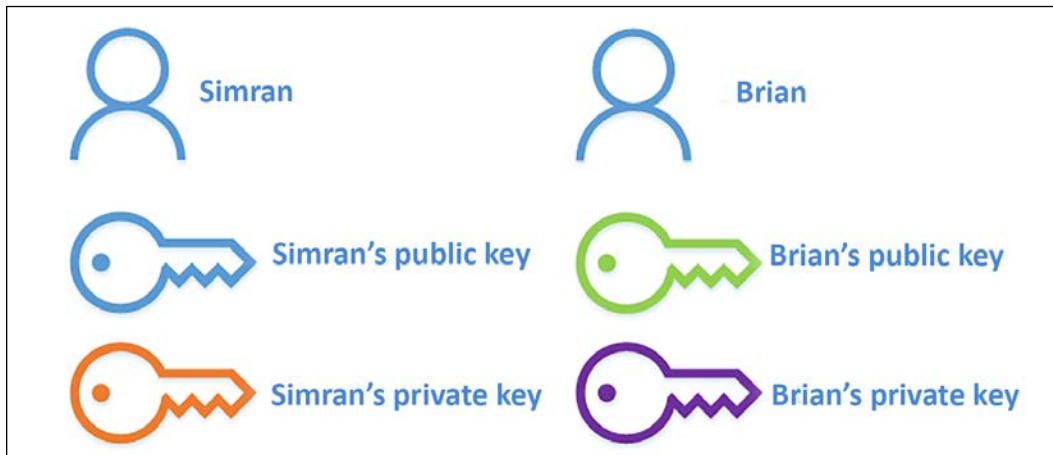 Simran
Brian
Simran's public key
Brian's public key
Simran's private key
Brian's private key